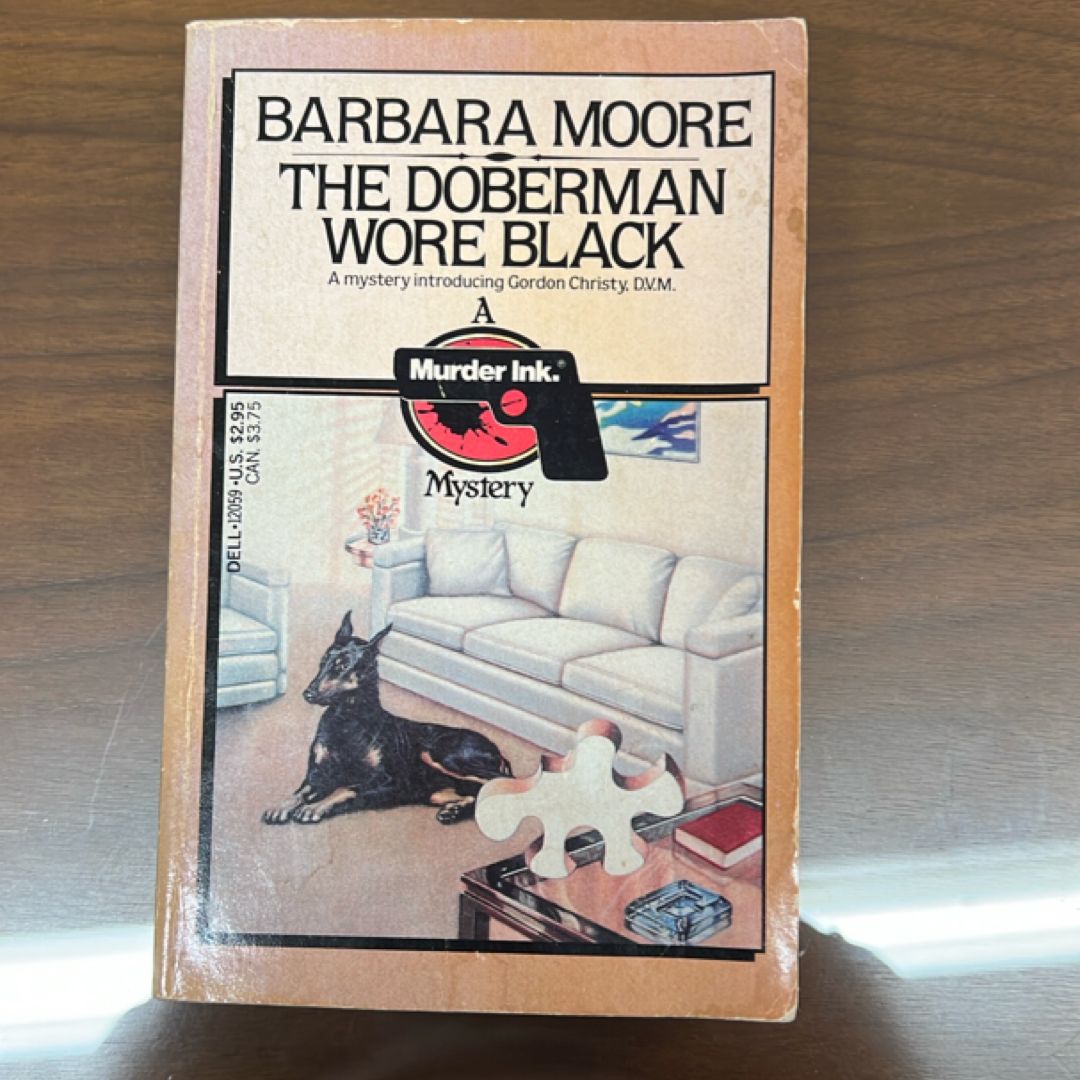 BARBARA MOORE
THE DOBERMAN
WORE BLACK
A mystery introducing Gordon Christy, D.V.M.
A
Murder Ink.®
Mystery
DELL • 12059 • U.S. $2.95
CAN. $3.75